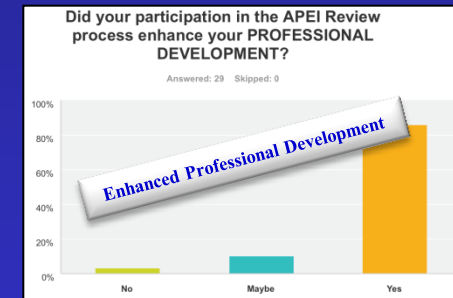 Did your participation in the APEI Review
process enhance your PROFESSIONAL
DEVELOPMENT?
Answered: 29 Skipped: 0
100%
80%
60%
40%
20%
0%
Enhanced Professional Development
No Maybe Yes